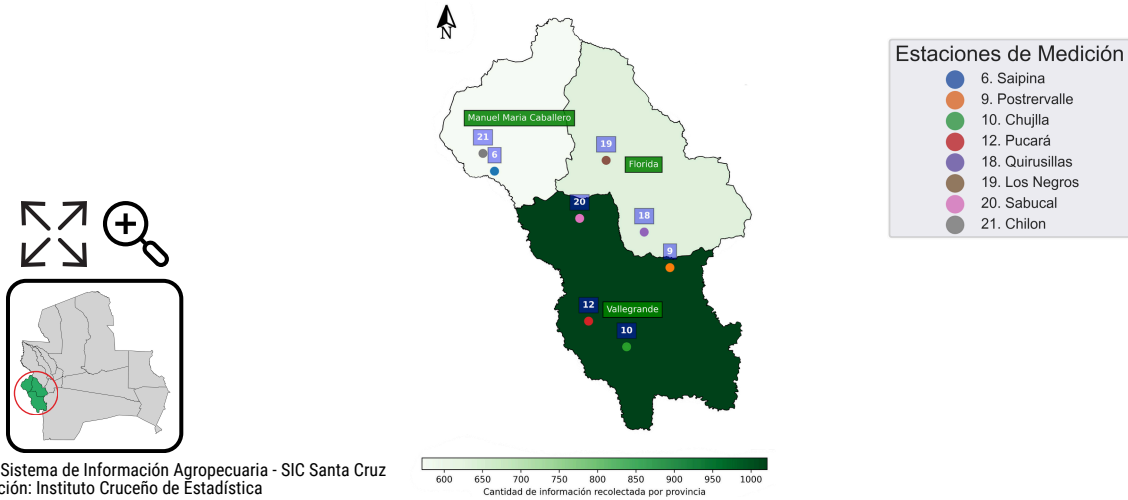 N
Estaciones de Medición
6. Saipina
9. Postrervalle
10. Chujlla
12. Pucará
18. Quirusillas
19. Los Negros
20. Sabucal
21. Chilon
Manuel Maria Caballero
21
6
19
Florida
20
18
9
12
Vallegrande
10
Sistema de Información Agropecuaria - SIC Santa Cruz
ción: Instituto Cruceño de Estadística
600 650 700 750 800 850 900 950 1000
Cantidad de información recolectada por provincia